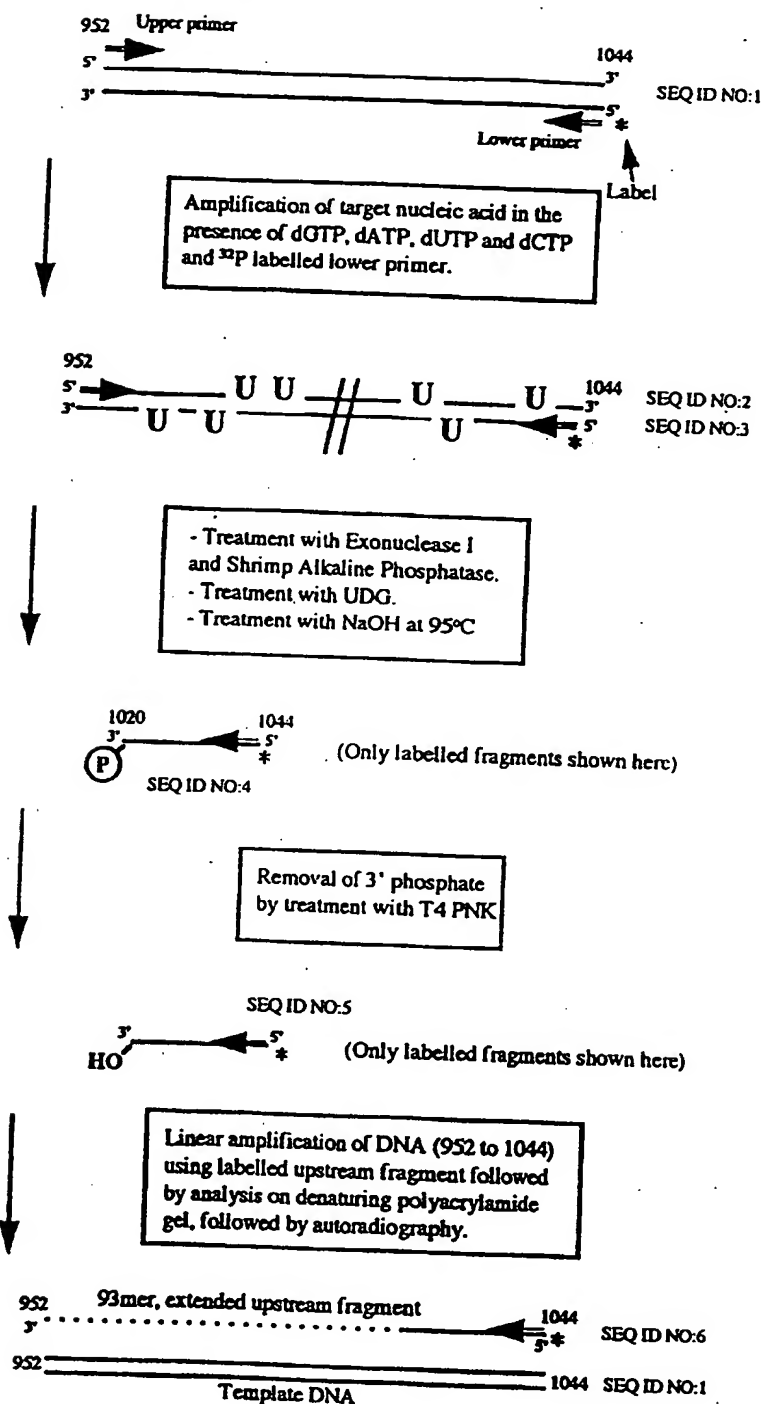 952 Upper primer
1044
5' 3'
SEQ ID NO:1
3' 5' *
Lower primer
Label
Amplification of target nucleic acid in the
presence of dGTP, dATP, dUTP and dCTP
and ³²P labelled lower primer.
952
5' U U U U 1044 3' SEQ ID NO:2
3' U U U 5' SEQ ID NO:3
*
- Treatment with Exonuclease I
and Shrimp Alkaline Phosphatase.
- Treatment with UDG.
- Treatment with NaOH at 95°C
1020 1044
3' 5'
P * (Only labelled fragments shown here)
SEQ ID NO:4
Removal of 3' phosphate
by treatment with T4 PNK
SEQ ID NO:5
3' 5'
HO * (Only labelled fragments shown here)
Linear amplification of DNA (952 to 1044)
using labelled upstream fragment followed
by analysis on denaturing polyacrylamide
gel, followed by autoradiography.
952 93mer, extended upstream fragment 1044
3' 5' * SEQ ID NO:6
952 1044 SEQ ID NO:1
Template DNA